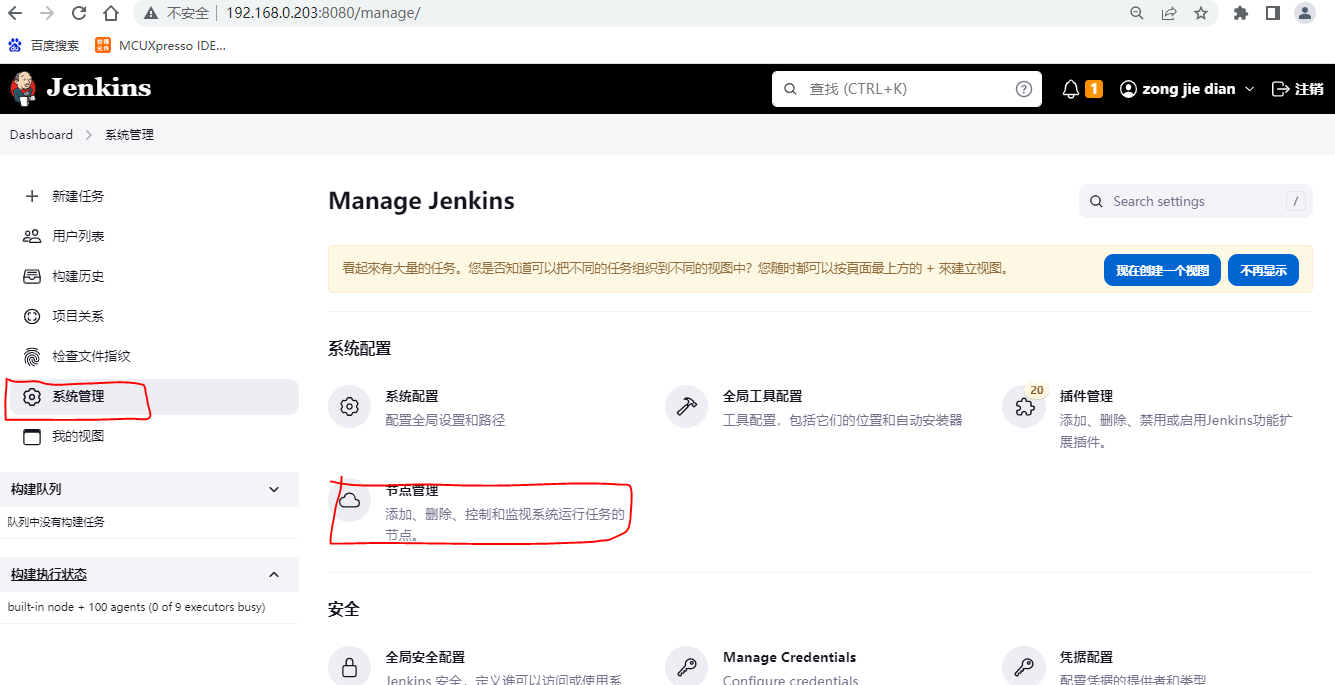 不安全 192.168.0.203:8080/manage/
百度搜索 MCUXpresso IDE...
Jenkins 查找 (CTRL+K) ? 1 zong jie dian 注销
Dashboard 系统管理
新建任务
用户列表
构建历史
项目关系
检查文件指纹
系统管理
我的视图
构建队列
队列中没有构建任务
构建执行状态
built-in node + 100 agents (0 of 9 executors busy)
Manage Jenkins
Search settings /
看起來有大量的任务。您是否知道可以把不同的任务组织到不同的视图中？您随时都可以按頁面最上方的 + 來建立视图。
现在创建一个视图 不再显示
系统配置
系统配置
配置全局设置和路径
全局工具配置
工具配置，包括它们的位置和自动安装器
20
插件管理
添加、删除、禁用或启用Jenkins功能扩
展插件。
节点管理
添加、删除、控制和监视系统运行任务的
节点。
安全
全局安全配置
Jenkins 安全，定义谁可以访问或使用系
Manage Credentials
Configure credentials
凭据配置
配置凭据的提供者和类型